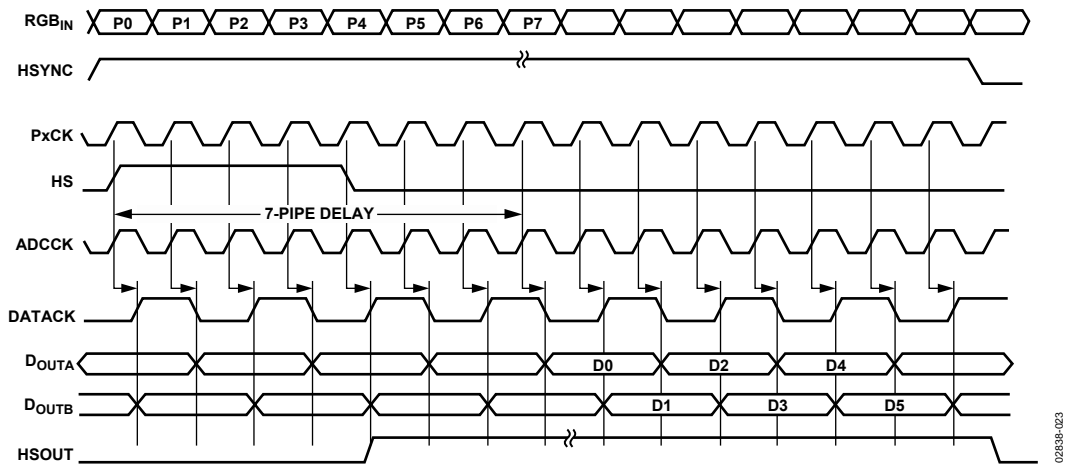 RGBIN P0 P1 P2 P3 P4 P5 P6 P7
HSYNC
PxCK
HS
7-PIPE DELAY
ADCCK
DATACK
DOUTA D0 D2 D4
DOUTB D1 D3 D5
HSOUT
02838-023